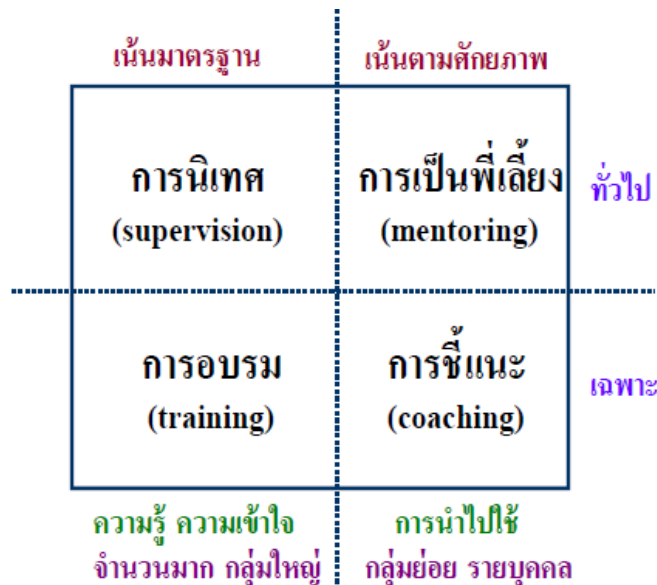 เน้นมาตรฐาน
เน้นตามศักยภาพ
การนิเทศ
(supervision)
การเป็นพี่เลี้ยง
(mentoring)
ทั่วไป
การอบรม
(training)
การชี้แนะ
(coaching)
เฉพาะ
ความรู้ ความเข้าใจ
จำนวนมาก กลุ่มใหญ่
การนำไปใช้
กลุ่มย่อย รายบุคคล